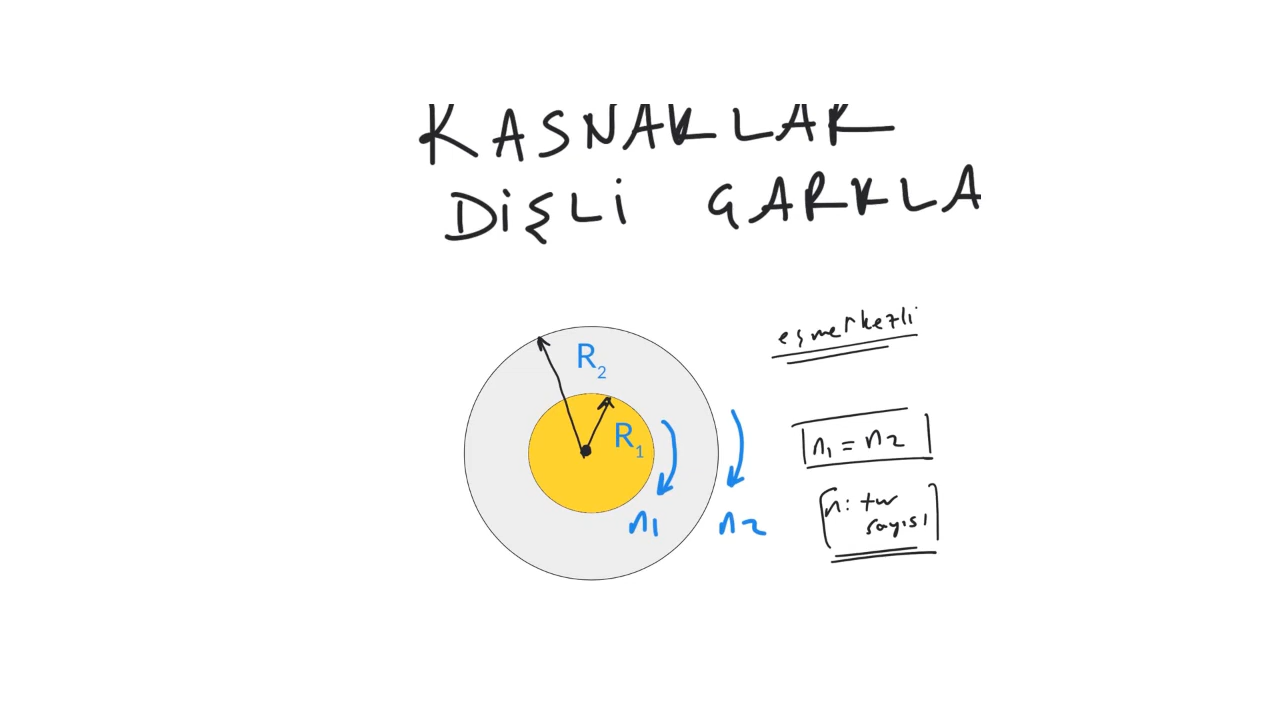 KASNAKLAR
DİŞLİ ÇARKLA
eşmerkezli
R₂
R₁
n₁ = n₂
n: tur
sayısı
n₁
n₂